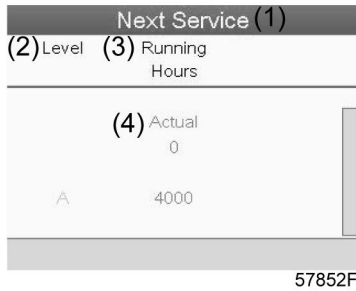 Next Service (1)
(2) Level (3) Running
Hours
(4) Actual
0
A 4000
57852F